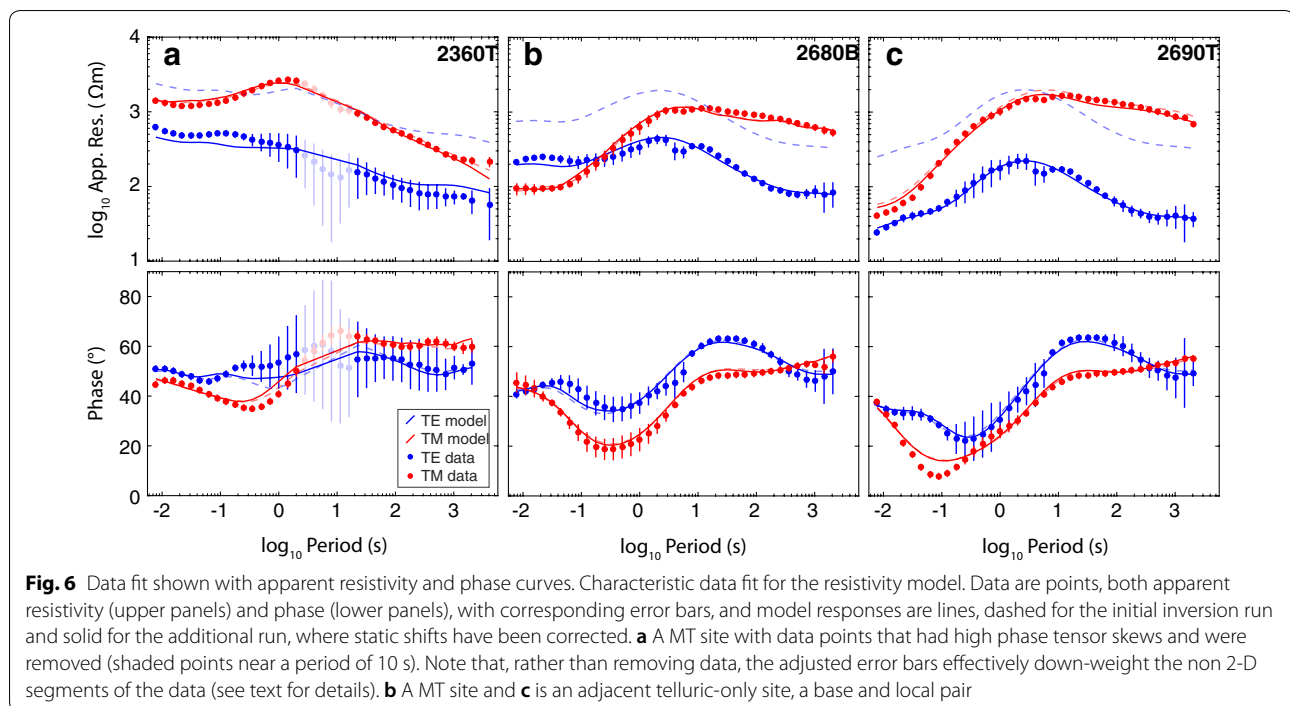 a 2360T b 2680B c 2690T
4
3
2
1
log10 App. Res. ( Ωm)
80
60
40
20
0
Phase (°)
TE model
TM model
TE data
TM data
-2 -1 0 1 2 3 -2 -1 0 1 2 3 -2 -1 0 1 2 3
log10 Period (s) log10 Period (s) log10 Period (s)
Fig. 6 Data fit shown with apparent resistivity and phase curves. Characteristic data fit for the resistivity model. Data are points, both apparent
resistivity (upper panels) and phase (lower panels), with corresponding error bars, and model responses are lines, dashed for the initial inversion run
and solid for the additional run, where static shifts have been corrected. a A MT site with data points that had high phase tensor skews and were
removed (shaded points near a period of 10 s). Note that, rather than removing data, the adjusted error bars effectively down-weight the non 2-D
segments of the data (see text for details). b A MT site and c is an adjacent telluric-only site, a base and local pair